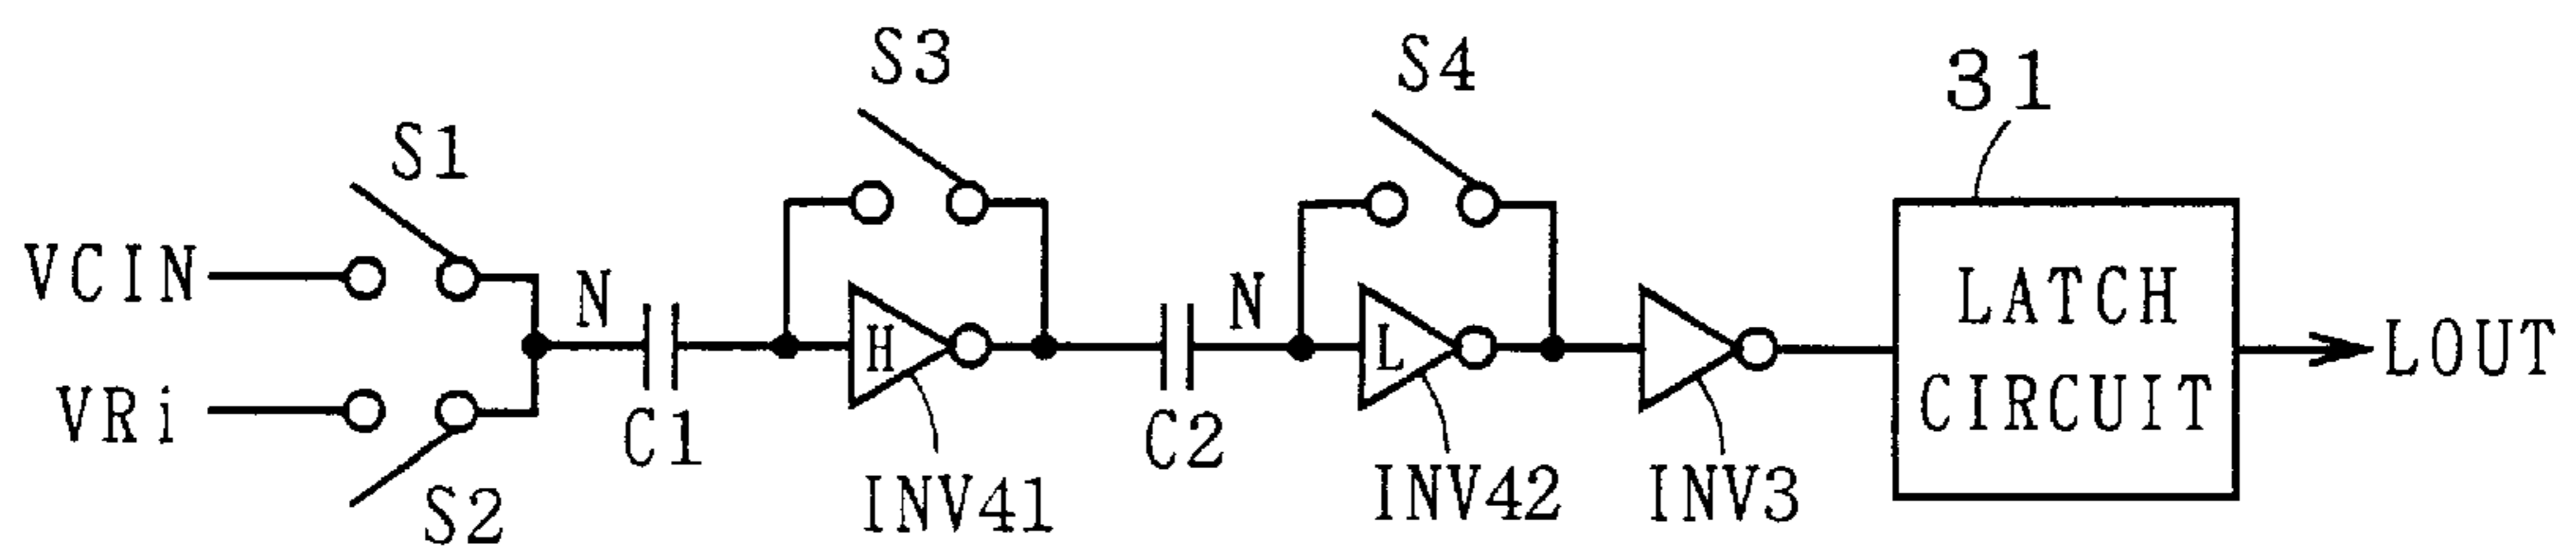 S3
S4
31
S1
VCIN
N
N
H
L
LATCH
CIRCUIT
LOUT
VRi
C1
C2
S2
INV41
INV42
INV3